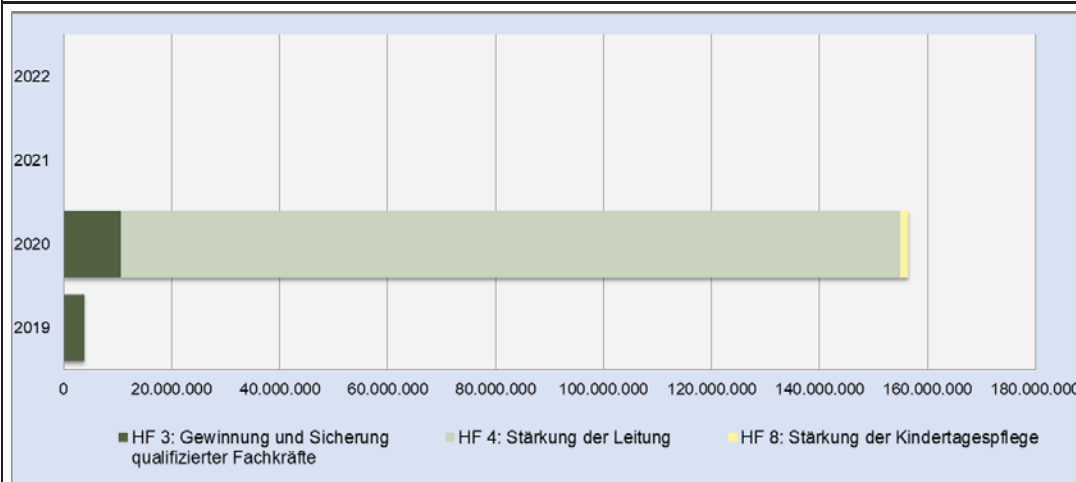 2022
2021
2020
2019
0 20.000.000 40.000.000 60.000.000 80.000.000 100.000.000 120.000.000 140.000.000 160.000.000 180.000.000
HF 3: Gewinnung und Sicherung qualifizierter Fachkräfte
HF 4: Stärkung der Leitung
HF 8: Stärkung der Kindertagespflege